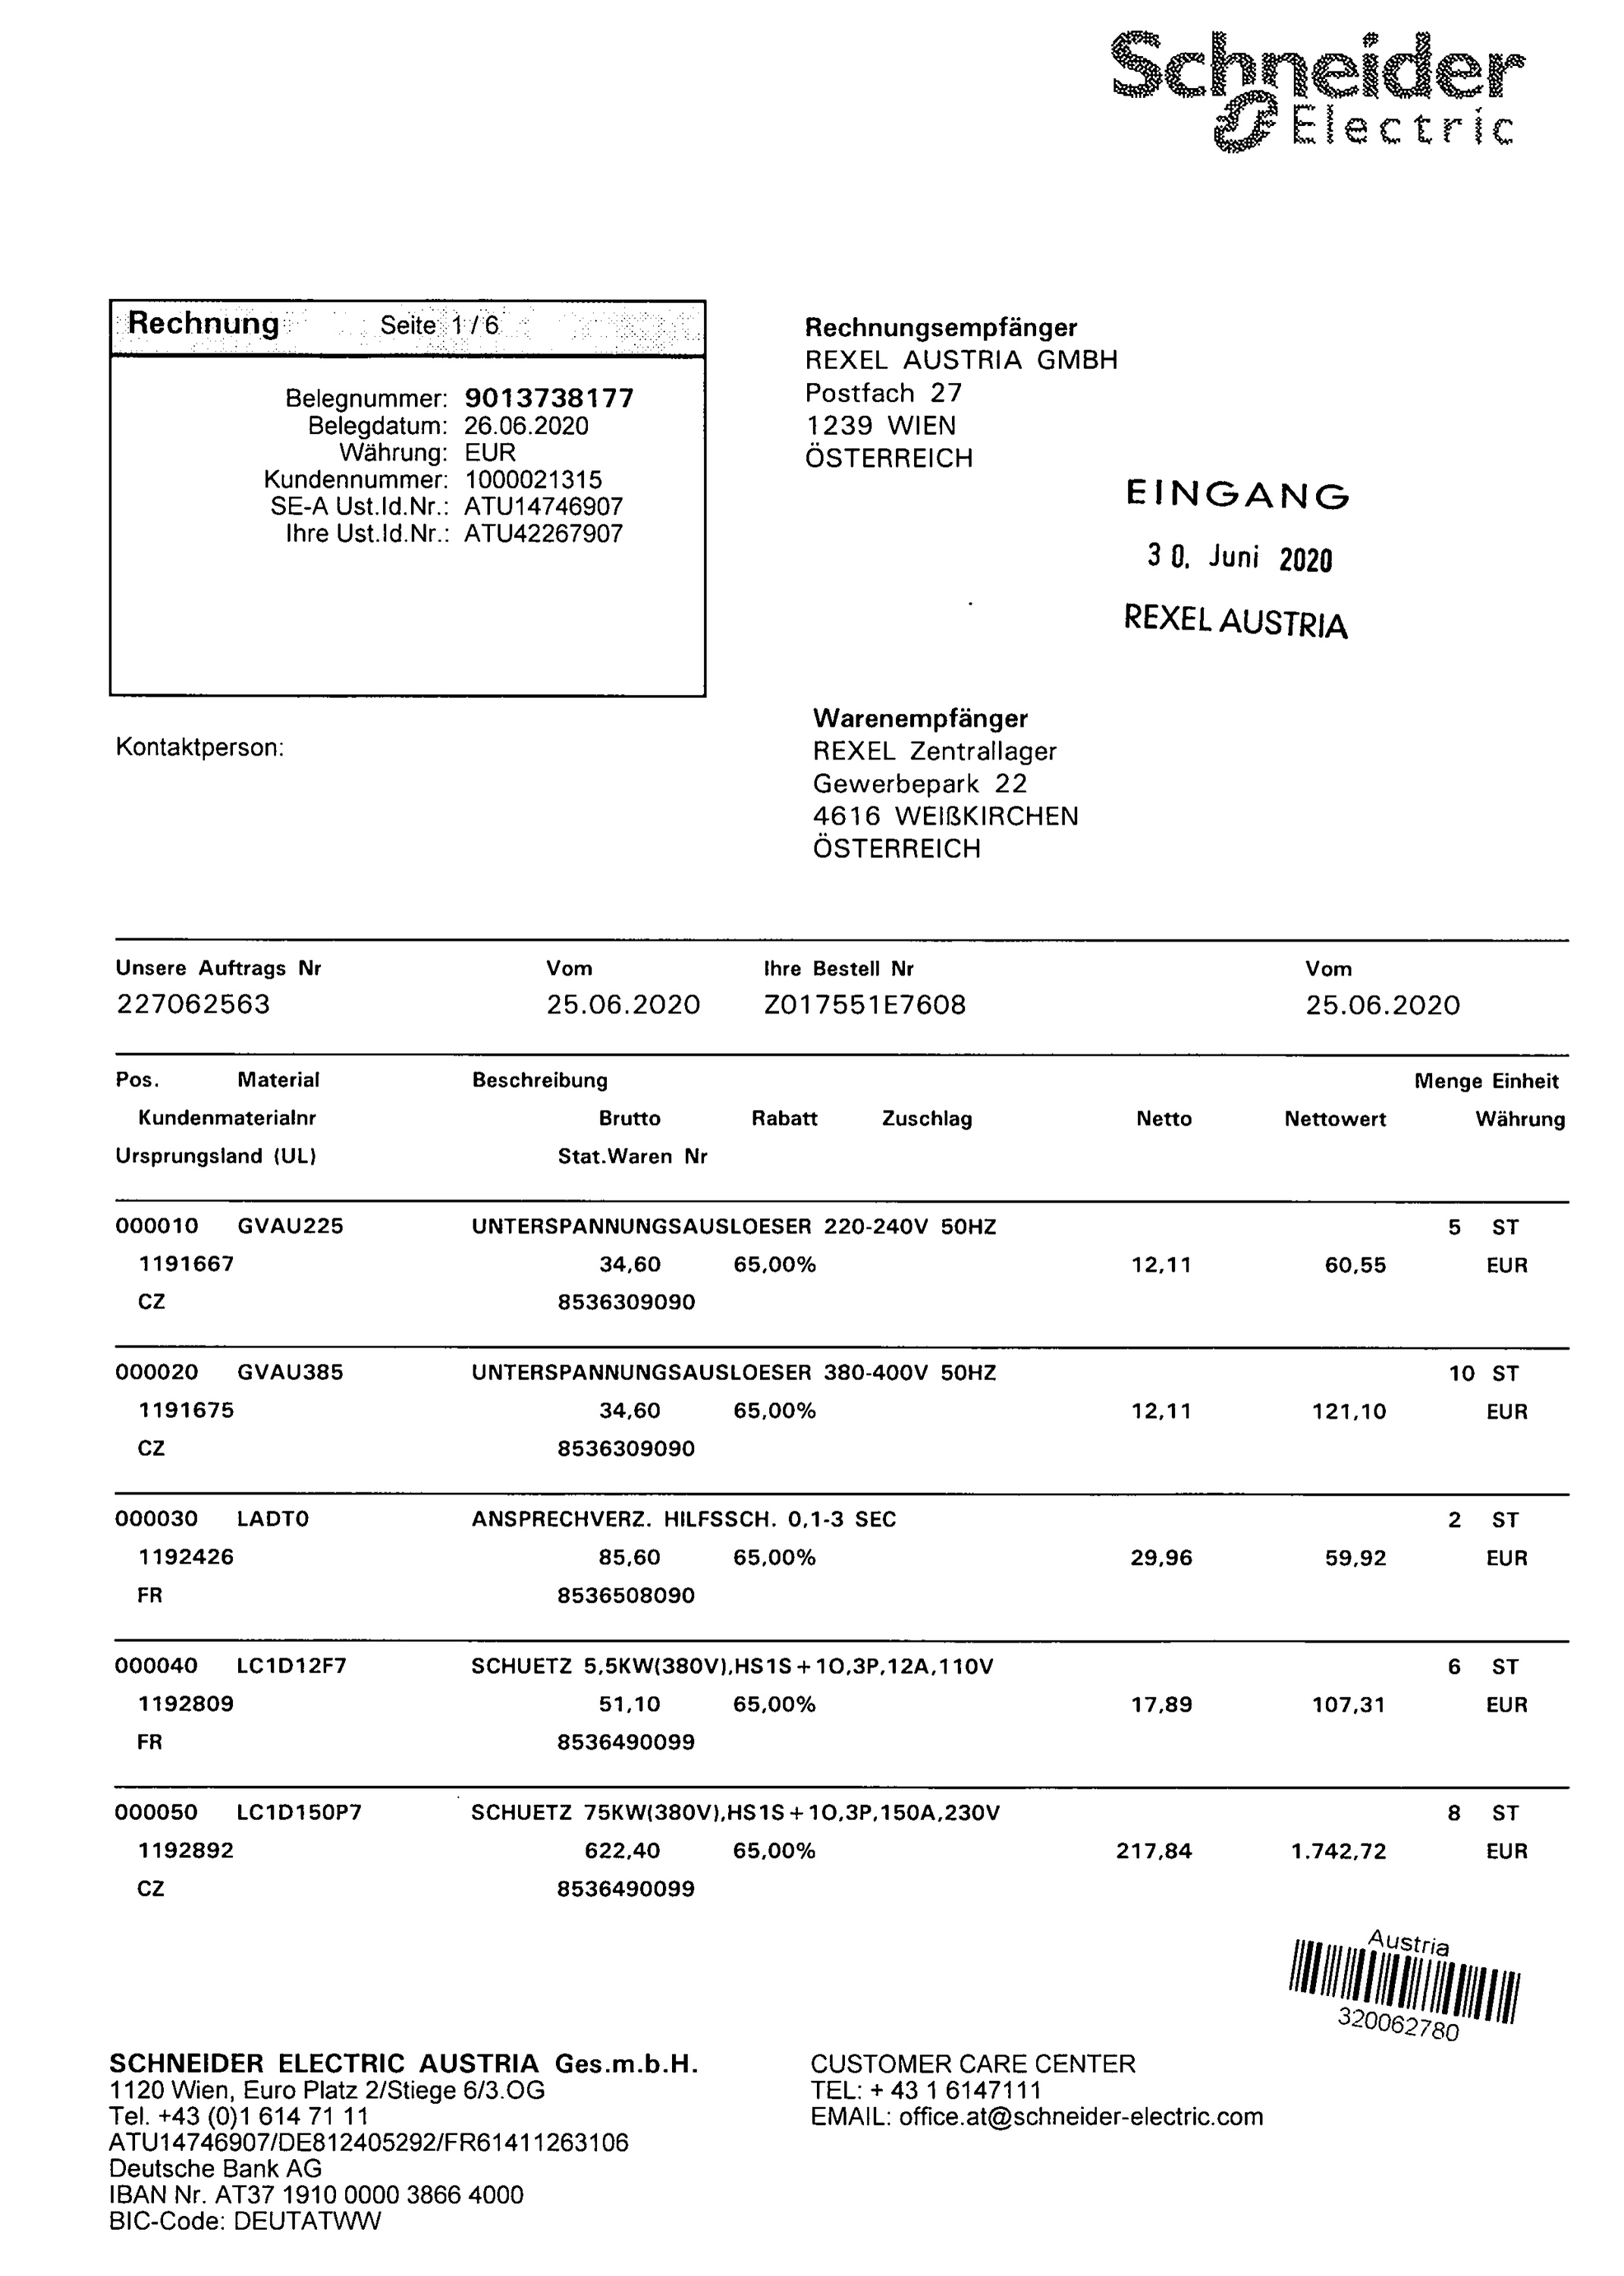 Schneider
Electric
Rechnung Seite 1 / 6
Belegnummer: 9013738177
Belegdatum: 26.06.2020
Währung: EUR
Kundennummer: 1000021315
SE-A Ust.Id.Nr.: ATU14746907
Ihre Ust.Id.Nr.: ATU42267907
Rechnungsempfänger
REXEL AUSTRIA GMBH
Postfach 27
1239 WIEN
ÖSTERREICH
EINGANG
30. Juni 2020
REXEL AUSTRIA
Kontaktperson:
Warenempfänger
REXEL Zentrallager
Gewerbepark 22
4616 WEIßKIRCHEN
ÖSTERREICH
Unsere Auftrags Nr Vom Ihre Bestell Nr Vom
227062563 25.06.2020 Z017551E7608 25.06.2020
Pos. Material Beschreibung Menge Einheit
Kundenmaterialnr Brutto Rabatt Zuschlag Netto Nettowert Währung
Ursprungsland (UL) Stat.Waren Nr
000010 GVAU225 UNTERSPANNUNGSAUSLOESER 220-240V 50HZ 5 ST
1191667 34,60 65,00% 12,11 60,55 EUR
CZ 8536309090
000020 GVAU385 UNTERSPANNUNGSAUSLOESER 380-400V 50HZ 10 ST
1191675 34,60 65,00% 12,11 121,10 EUR
CZ 8536309090
000030 LADT0 ANSPRECHVERZ. HILFSSCH. 0,1-3 SEC 2 ST
1192426 85,60 65,00% 29,96 59,92 EUR
FR 8536508090
000040 LC1D12F7 SCHUETZ 5,5KW(380V),HS1S+1O,3P,12A,110V 6 ST
1192809 51,10 65,00% 17,89 107,31 EUR
FR 8536490099
000050 LC1D150P7 SCHUETZ 75KW(380V),HS1S+1O,3P,150A,230V 8 ST
1192892 622,40 65,00% 217,84 1.742,72 EUR
CZ 8536490099
Austria
320062780
SCHNEIDER ELECTRIC AUSTRIA Ges.m.b.H.
1120 Wien, Euro Platz 2/Stiege 6/3.OG
Tel. +43 (0)1 614 71 11
ATU14746907/DE812405292/FR61411263106
Deutsche Bank AG
IBAN Nr. AT37 1910 0000 3866 4000
BIC-Code: DEUTATWW
CUSTOMER CARE CENTER
TEL: + 43 1 6147111
EMAIL: office.at@schneider-electric.com